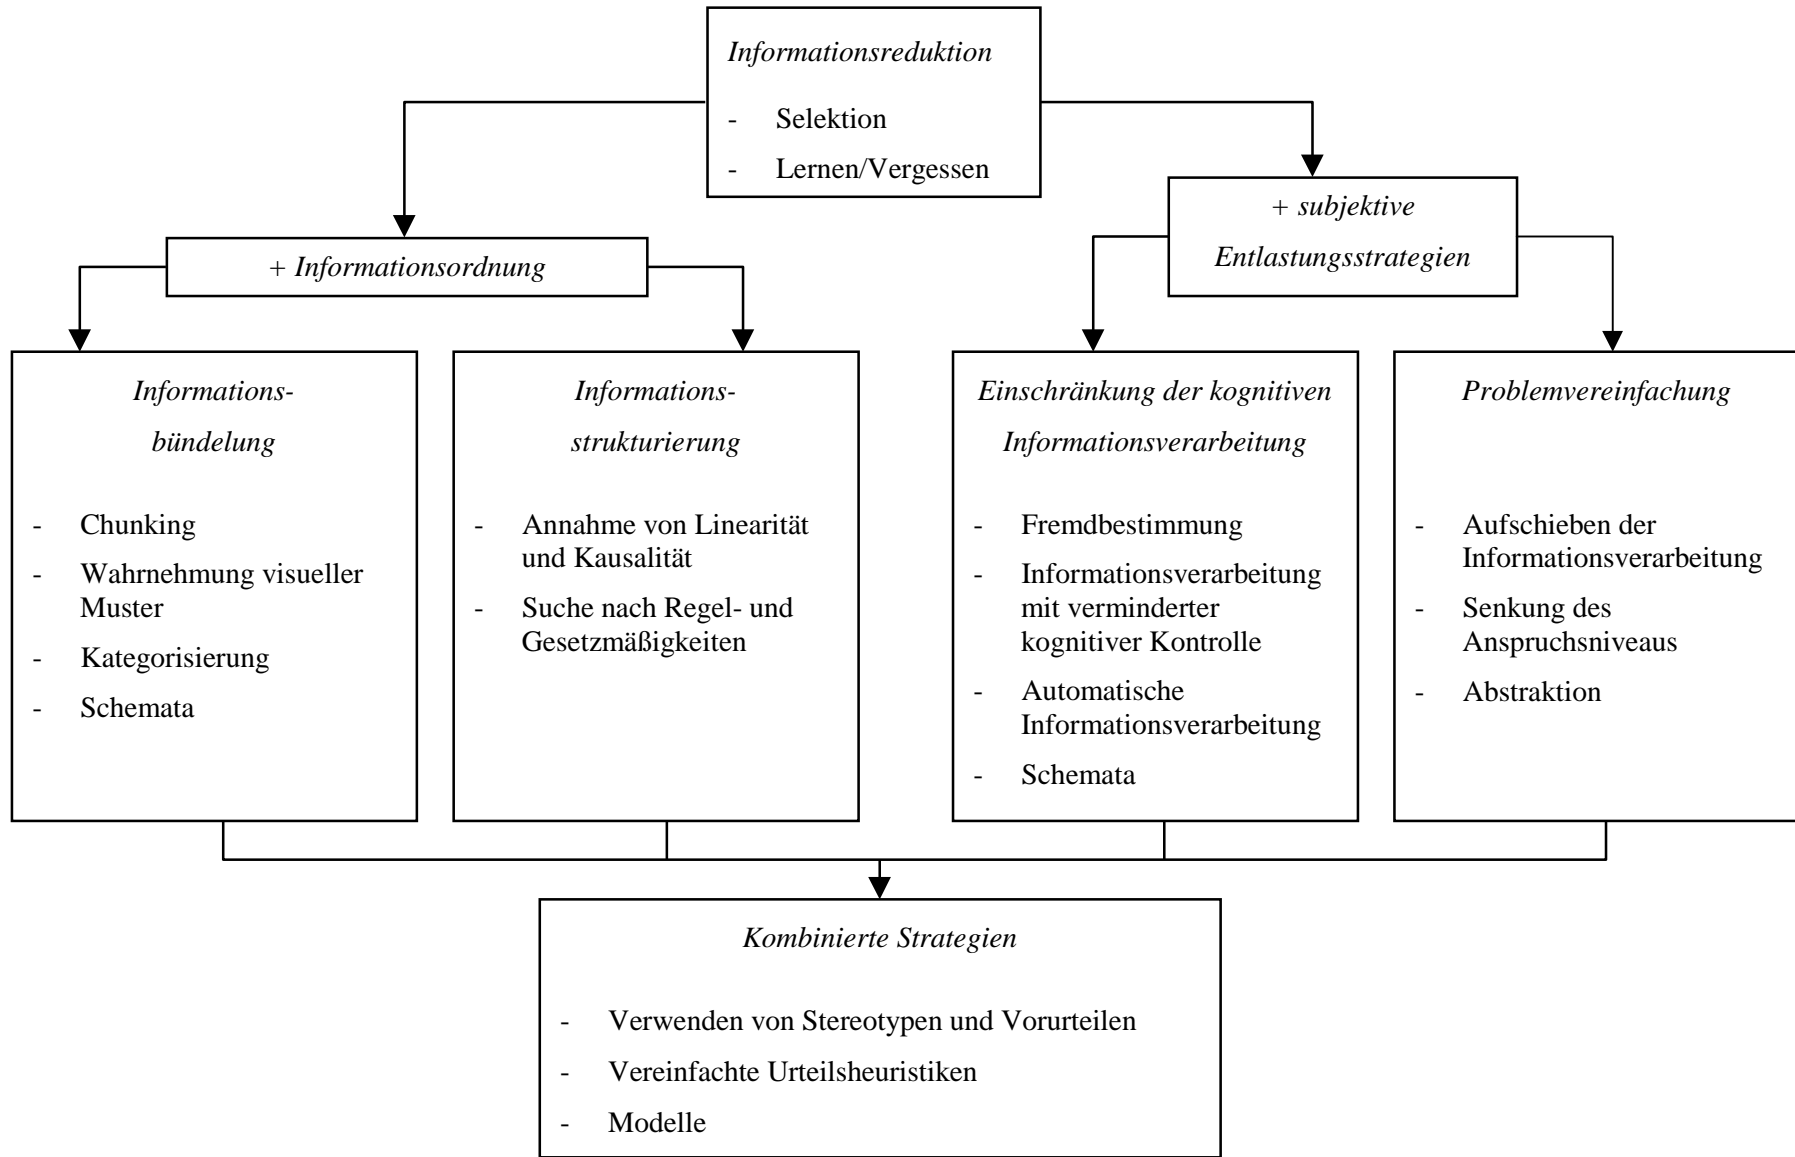 Informationsreduktion
- Selektion
- Lernen/Vergessen
+ subjektive
Entlastungsstrategien
+ Informationsordnung
Informations-
bündelung
- Chunking
- Wahrnehmung visueller
Muster
- Kategorisierung
- Schemata
Informations-
strukturierung
- Annahme von Linearität
und Kausalität
- Suche nach Regel- und
Gesetzmäßigkeiten
Einschränkung der kognitiven
Informationsverarbeitung
- Fremdbestimmung
- Informationsverarbeitung
mit verminderter
kognitiver Kontrolle
- Automatische
Informationsverarbeitung
- Schemata
Problemvereinfachung
- Aufschieben der
Informationsverarbeitung
- Senkung des
Anspruchsniveaus
- Abstraktion
Kombinierte Strategien
- Verwenden von Stereotypen und Vorurteilen
- Vereinfachte Urteilsheuristiken
- Modelle